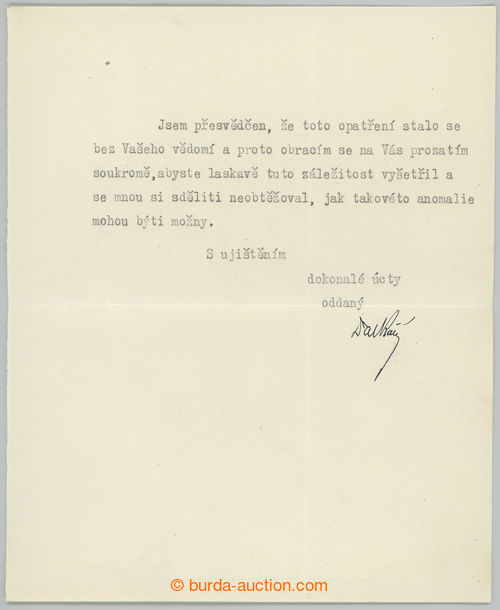 Jsem přesvědčen, že toto opatření stalo se
bez Vašeho vědomí a proto obracím se na Vás prozatím
soukromě,abyste laskavě tuto záležitost vyšetřil a
se mnou si sděliti neobtěžoval, jak takovéto anomalie
mohou býti možny.
S ujištěním
dokonalé úcty
oddaný
© burda-auction.com